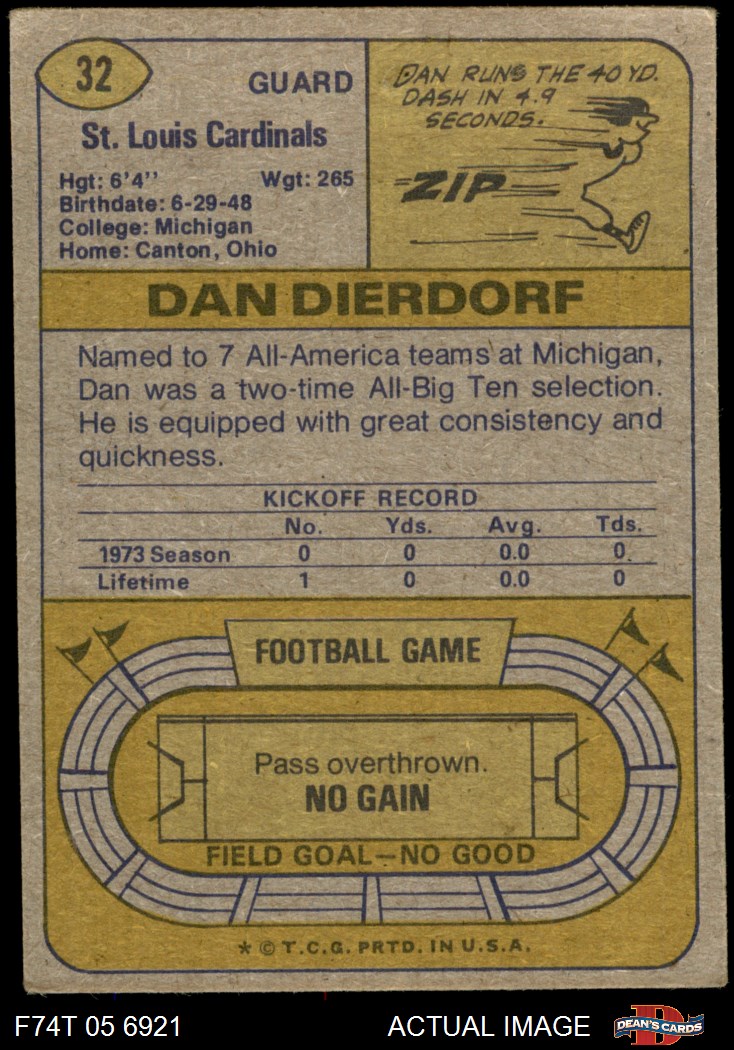 32
GUARD
St. Louis Cardinals
Hgt: 6'4" Wgt: 265
Birthdate: 6-29-48
College: Michigan
Home: Canton, Ohio
DAN RUNS THE 40 YD.
DASH IN 4.9
SECONDS.
ZIP
DAN DIERDORF
Named to 7 All-America teams at Michigan,
Dan was a two-time All-Big Ten selection.
He is equipped with great consistency and
quickness.
KICKOFF RECORD
No. Yds. Avg. Tds.
1973 Season 0 0 0.0 0
Lifetime 1 0 0.0 0
FOOTBALL GAME
Pass overthrown.
NO GAIN
FIELD GOAL—NO GOOD
* © T.C.G. PRTD. IN U.S.A.
F74T 05 6921 ACTUAL IMAGE D DEAN'S CARDS